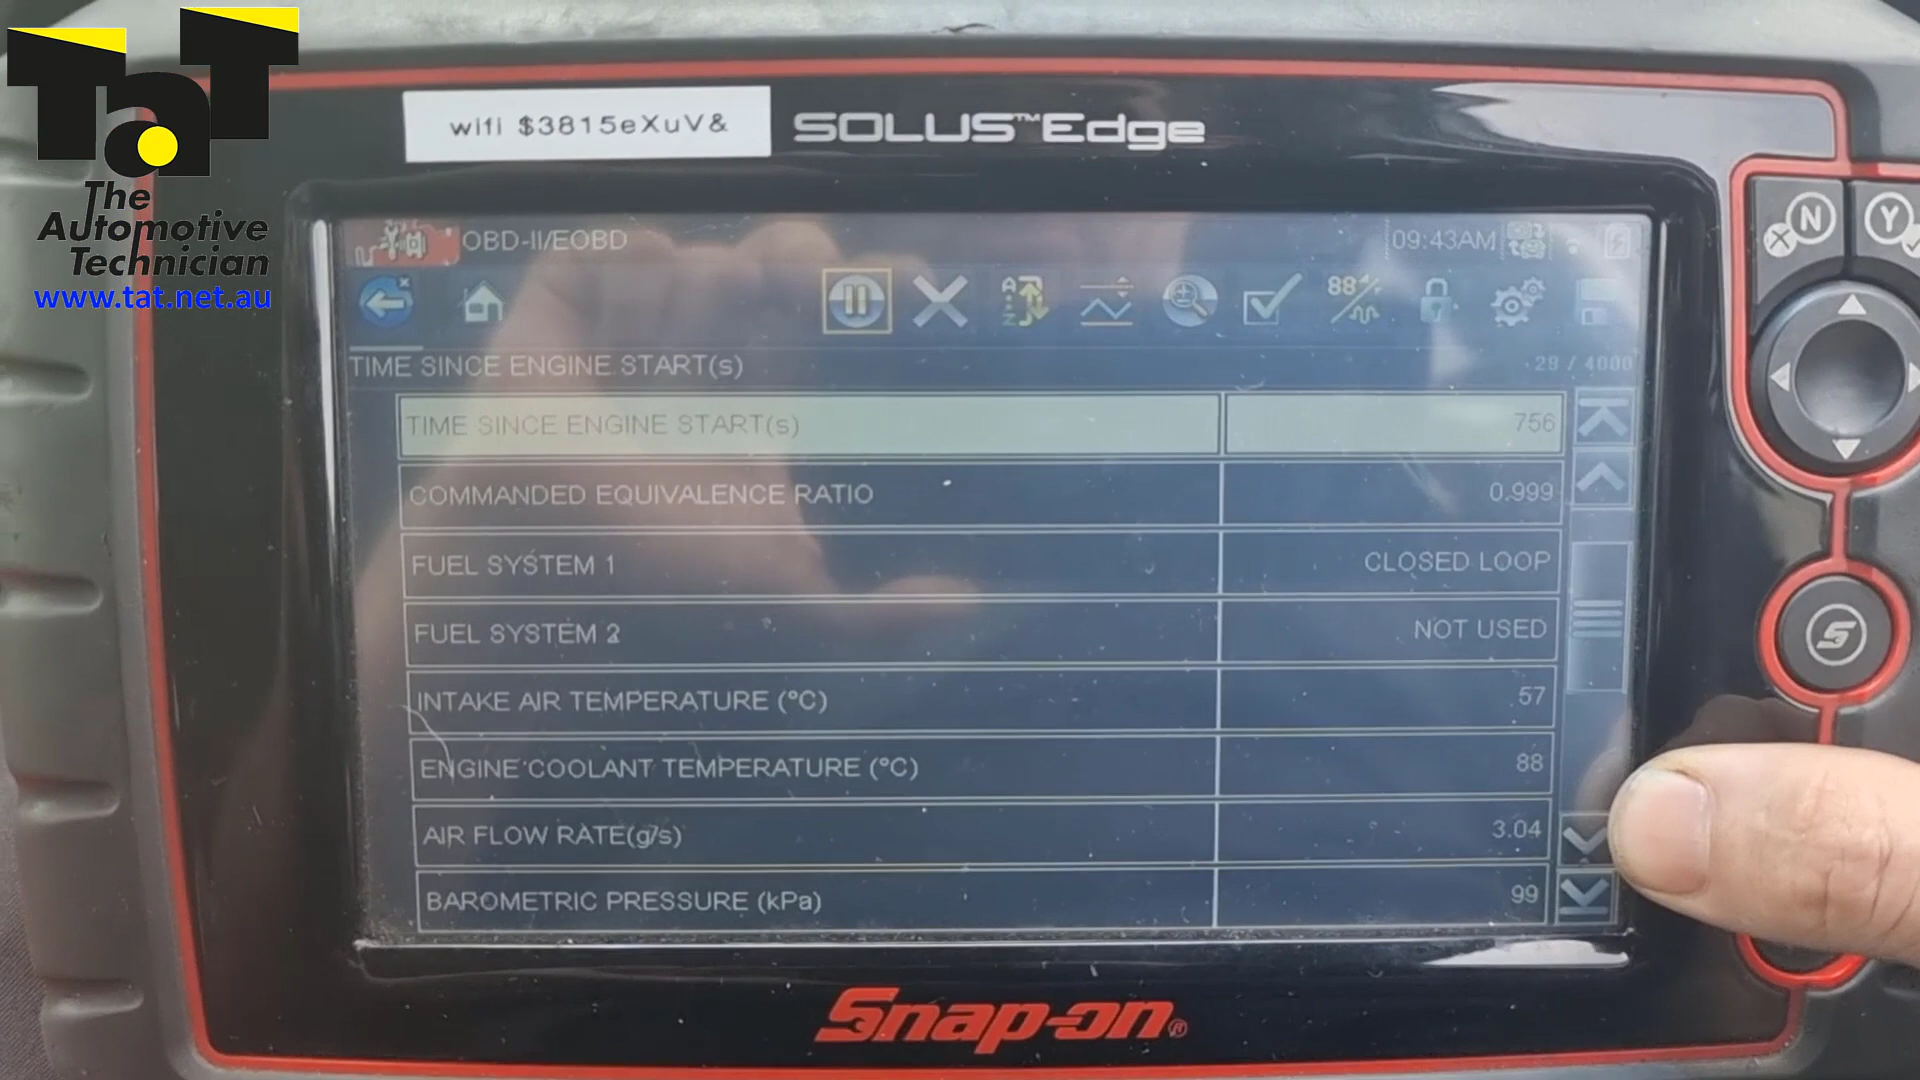 TaT
The
Automotive
Technician
www.tat.net.au
wifi $3815eXuV&
SOLUS™ Edge
N
Y
OBD-II/EOBD
09:43AM
TIME SINCE ENGINE START(s)
-29 / 4000
TIME SINCE ENGINE START(s) 756
COMMANDED EQUIVALENCE RATIO 0.999
FUEL SYSTEM 1 CLOSED LOOP
FUEL SYSTEM 2 NOT USED
INTAKE AIR TEMPERATURE (°C) 57
ENGINE COOLANT TEMPERATURE (°C) 88
AIR FLOW RATE(g/s) 3.04
BAROMETRIC PRESSURE (kPa) 99
Snap-on®